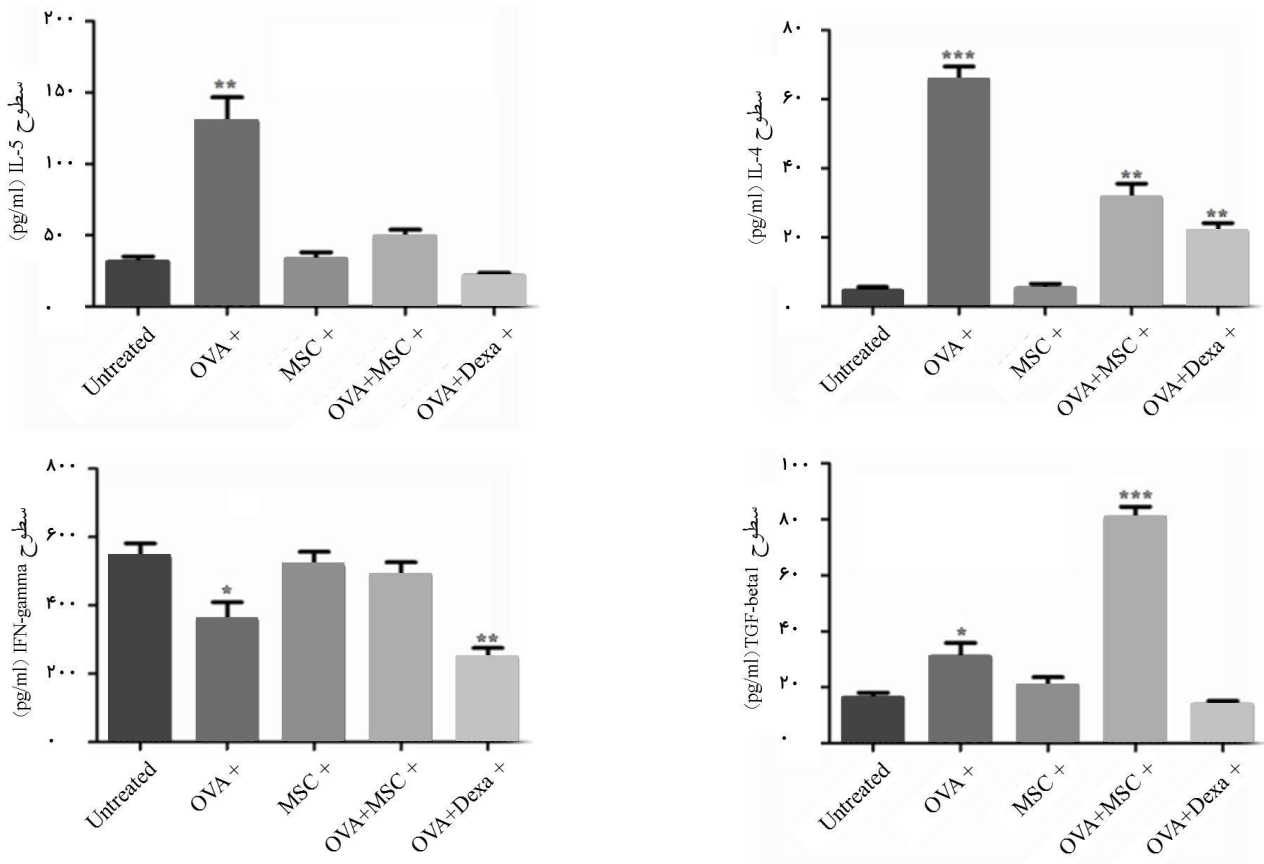 سطوح IL-5 (pg/ml)
۲۰۰
۱۵۰
۱۰۰
۵۰
۰
**
Untreated
OVA +
MSC +
OVA+MSC +
OVA+Dexa +
سطوح IL-4 (pg/ml)
۸۰
۶۰
۴۰
۲۰
۰
***
**
**
Untreated
OVA +
MSC +
OVA+MSC +
OVA+Dexa +
سطوح IFN-gamma (pg/ml)
۸۰۰
۶۰۰
۴۰۰
۲۰۰
۰
*
**
Untreated
OVA +
MSC +
OVA+MSC +
OVA+Dexa +
سطوح TGF-beta1 (pg/ml)
۱۰۰
۸۰
۶۰
۴۰
۲۰
۰
*
***
Untreated
OVA +
MSC +
OVA+MSC +
OVA+Dexa +